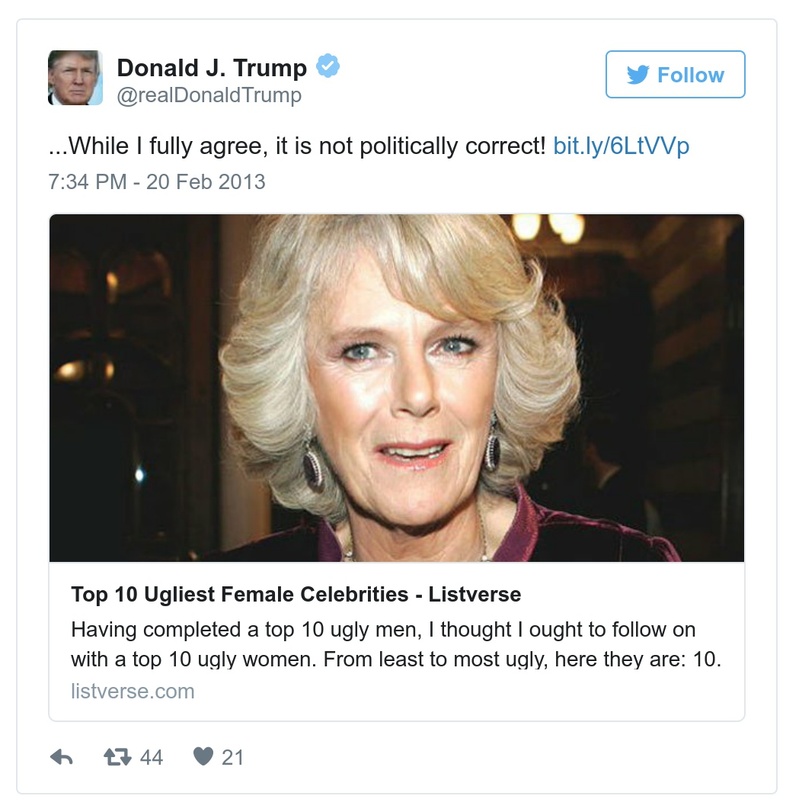 Donald J. Trump
@realDonaldTrump
Follow
...While I fully agree, it is not politically correct! bit.ly/6LtVVp
7:34 PM - 20 Feb 2013
Top 10 Ugliest Female Celebrities - Listverse
Having completed a top 10 ugly men, I thought I ought to follow on
with a top 10 ugly women. From least to most ugly, here they are: 10.
listverse.com
44
21